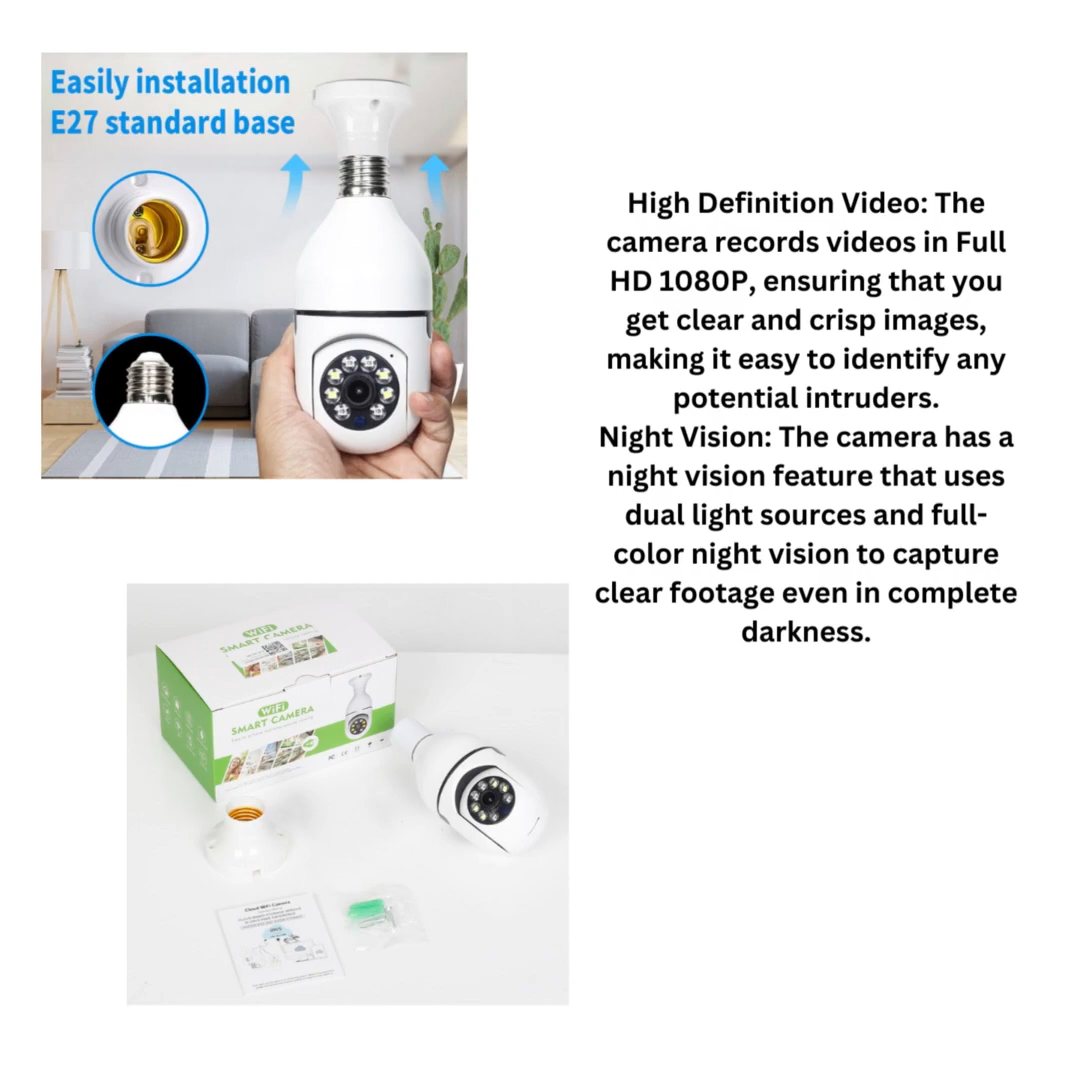 Easily installation
E27 standard base
High Definition Video: The
camera records videos in Full
HD 1080P, ensuring that you
get clear and crisp images,
making it easy to identify any
potential intruders.
Night Vision: The camera has a
night vision feature that uses
dual light sources and full-
color night vision to capture
clear footage even in complete
darkness.
WiFi
SMART CAMERA
WiFi
SMART CAMERA
Cloud WiFi Camera